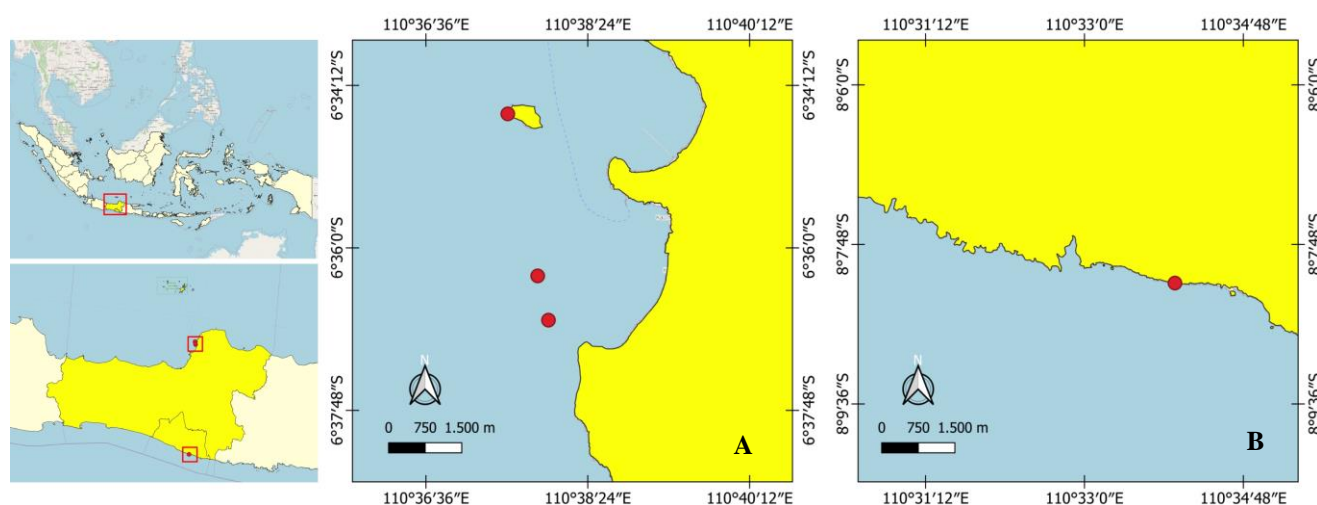 110°36′36″E 110°38′24″E 110°40′12″E
6°34′12″S 6°34′12″S
6°36′0″S 6°36′0″S
6°37′48″S 6°37′48″S
N
0 750 1.500 m
A
110°36′36″E 110°38′24″E 110°40′12″E
110°31′12″E 110°33′0″E 110°34′48″E
8°6′0″S 8°6′0″S
8°7′48″S 8°7′48″S
8°9′36″S 8°9′36″S
N
0 750 1.500 m
B
110°31′12″E 110°33′0″E 110°34′48″E